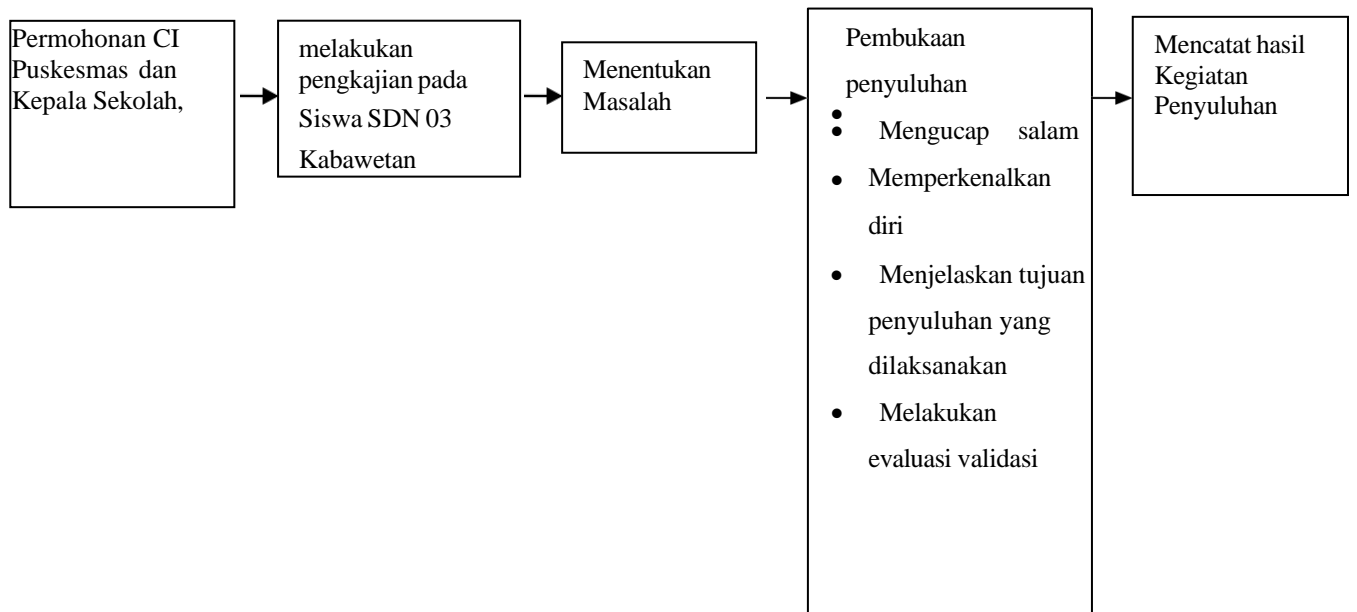 Permohonan CI
Puskesmas dan
Kepala Sekolah,
melakukan
pengkajian pada
Siswa SDN 03
Kabawetan
Menentukan
Masalah
Pembukaan
penyuluhan
•
• Mengucap salam
• Memperkenalkan
diri
• Menjelaskan tujuan
penyuluhan yang
dilaksanakan
• Melakukan
evaluasi validasi
Mencatat hasil
Kegiatan
Penyuluhan